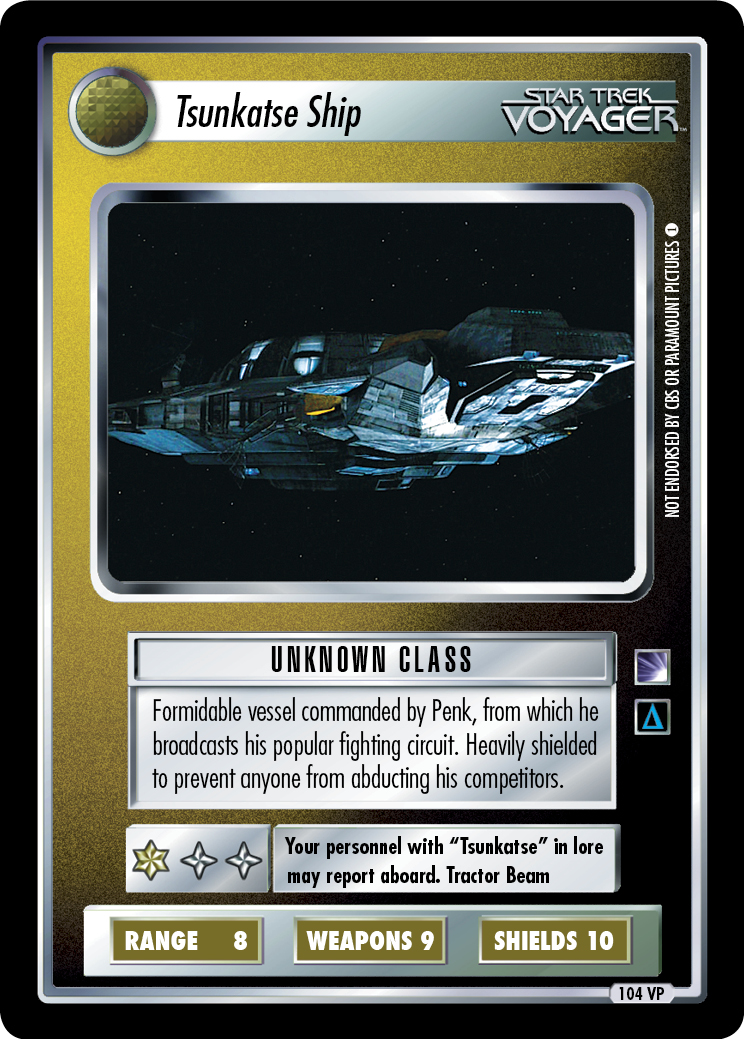 Tsunkatse Ship
STAR TREK
VOYAGER™
NOT ENDORSED BY CBS OR PARAMOUNT PICTURES 1
UNKNOWN CLASS
Formidable vessel commanded by Penk, from which he
broadcasts his popular fighting circuit. Heavily shielded
to prevent anyone from abducting his competitors.
Your personnel with “Tsunkatse” in lore
may report aboard. Tractor Beam
RANGE 8 WEAPONS 9 SHIELDS 10
104 VP